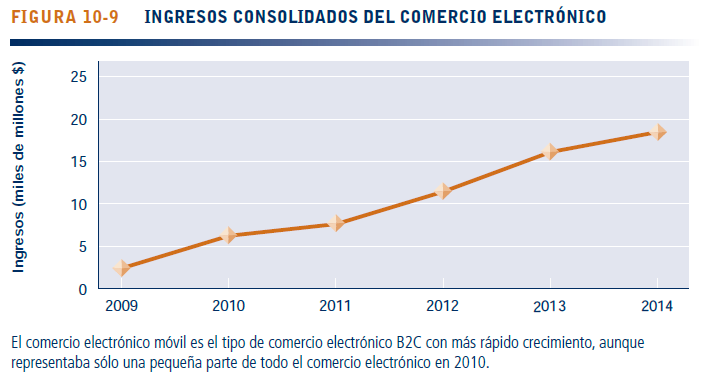 FIGURA 10-9 INGRESOS CONSOLIDADOS DEL COMERCIO ELECTRÓNICO
Ingresos (miles de millones $)
25
20
15
10
5
0
2009 2010 2011 2012 2013 2014
El comercio electrónico móvil es el tipo de comercio electrónico B2C con más rápido crecimiento, aunque
representaba sólo una pequeña parte de todo el comercio electrónico en 2010.